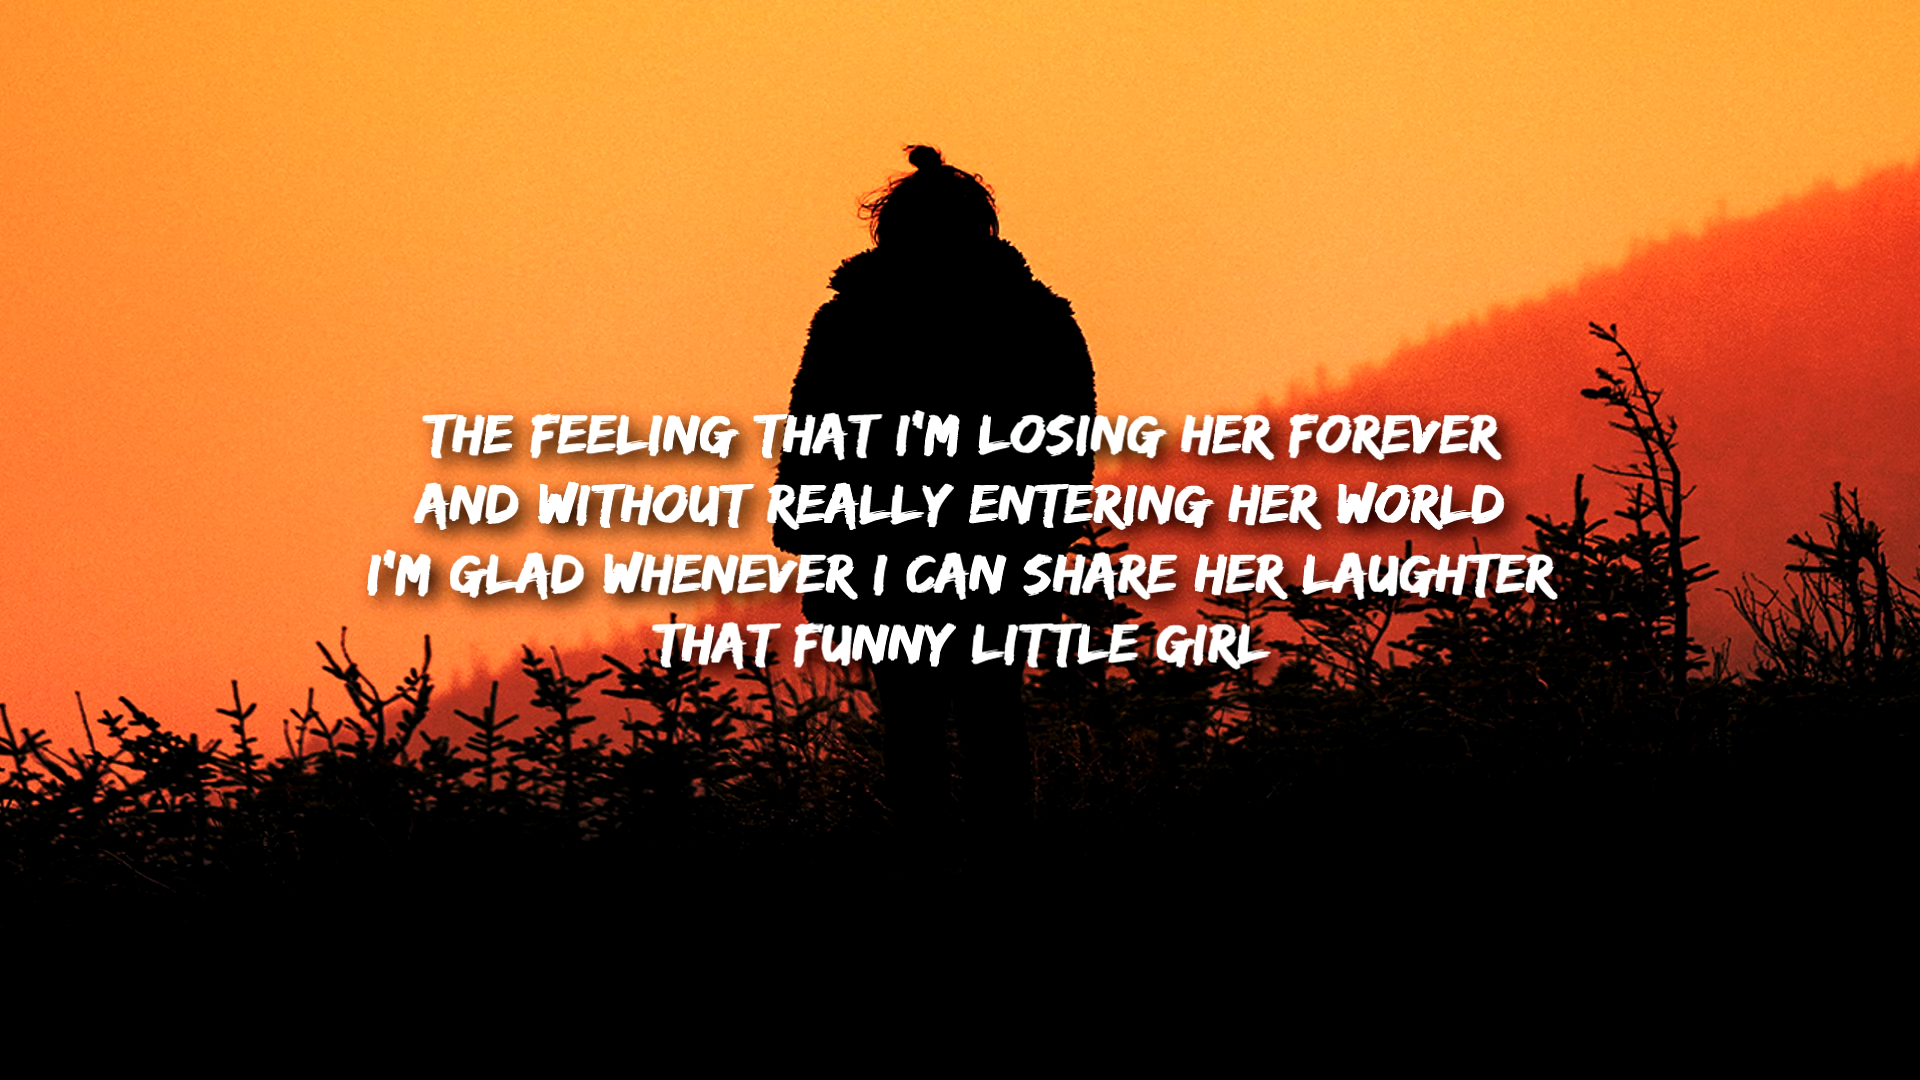 THE FEELING THAT I'M LOSING HER FOREVER
AND WITHOUT REALLY ENTERING HER WORLD
I'M GLAD WHENEVER I CAN SHARE HER LAUGHTER
THAT FUNNY LITTLE GIRL